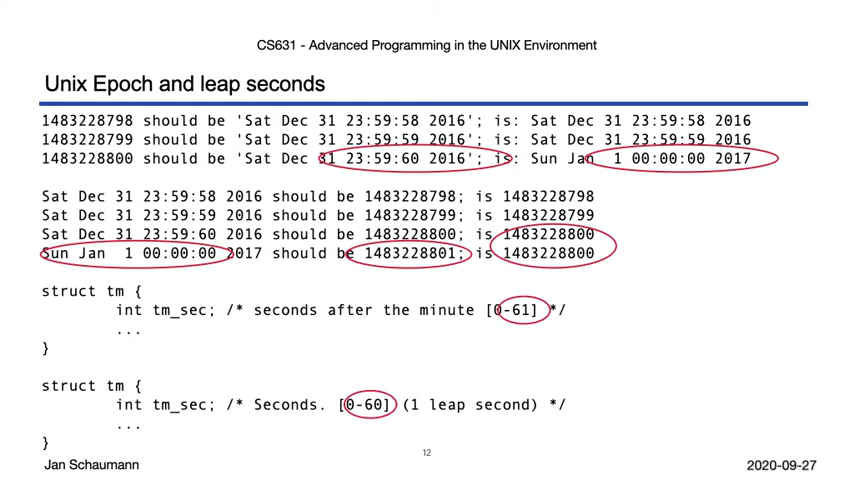 CS631 - Advanced Programming in the UNIX Environment
Unix Epoch and leap seconds
1483228798 should be 'Sat Dec 31 23:59:58 2016'; is: Sat Dec 31 23:59:58 2016
1483228799 should be 'Sat Dec 31 23:59:59 2016'; is: Sat Dec 31 23:59:59 2016
1483228800 should be 'Sat Dec 31 23:59:60 2016'; is: Sun Jan  1 00:00:00 2017
Sat Dec 31 23:59:58 2016 should be 1483228798; is 1483228798
Sat Dec 31 23:59:59 2016 should be 1483228799; is 1483228799
Sat Dec 31 23:59:60 2016 should be 1483228800; is 1483228800
Sun Jan  1 00:00:00 2017 should be 1483228801; is 1483228800
struct tm {
int tm_sec; /* seconds after the minute [0-61] */
...
}
struct tm {
int tm_sec; /* Seconds. [0-60] (1 leap second) */
...
}
Jan Schaumann
12
2020-09-27